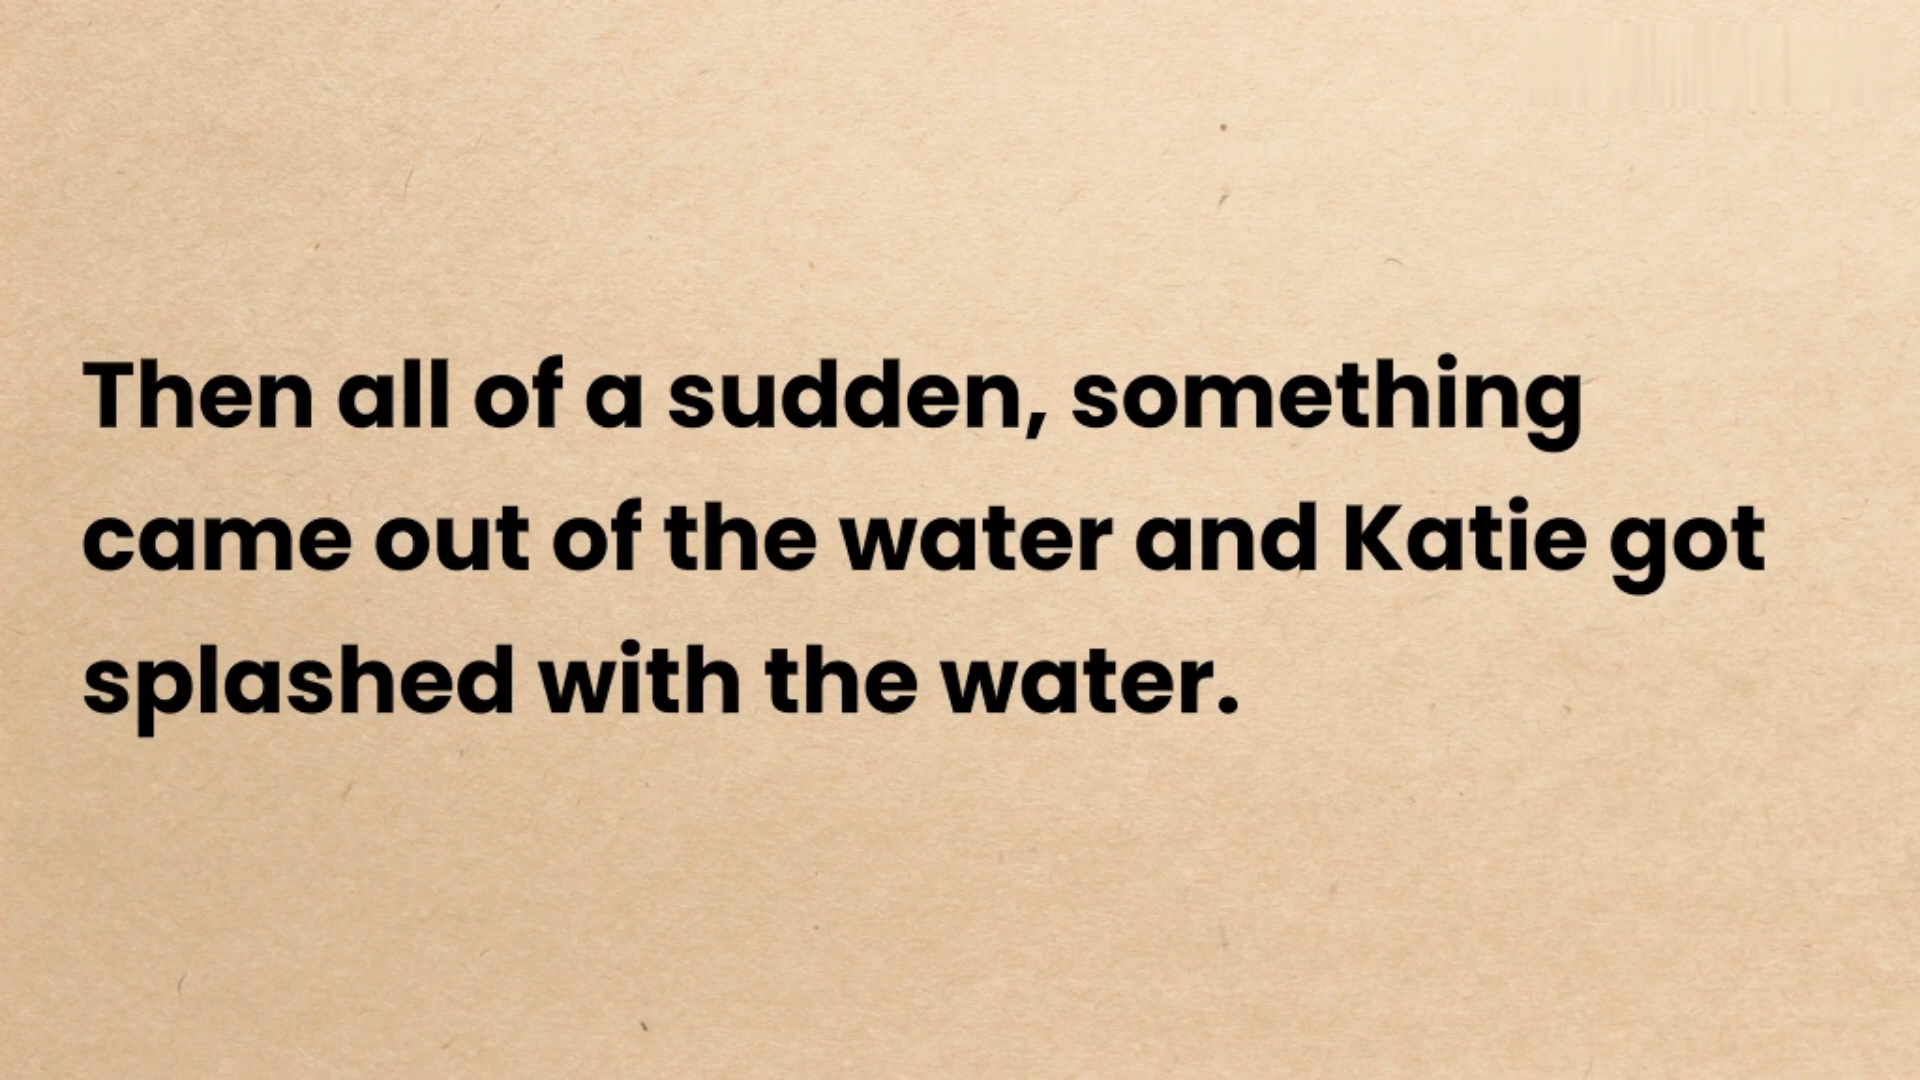 Then all of a sudden, something
came out of the water and Katie got
splashed with the water.